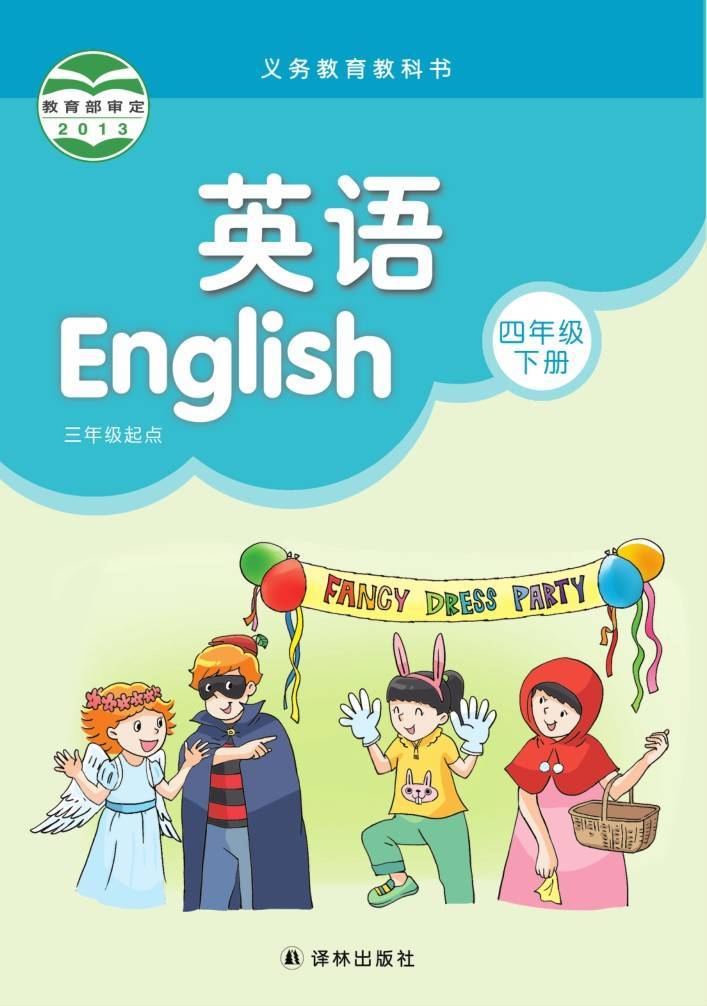 义务教育教科书
教育部审定
2013
英语
English
四年级
下册
三年级起点
FANCY DRESS PARTY
译林出版社